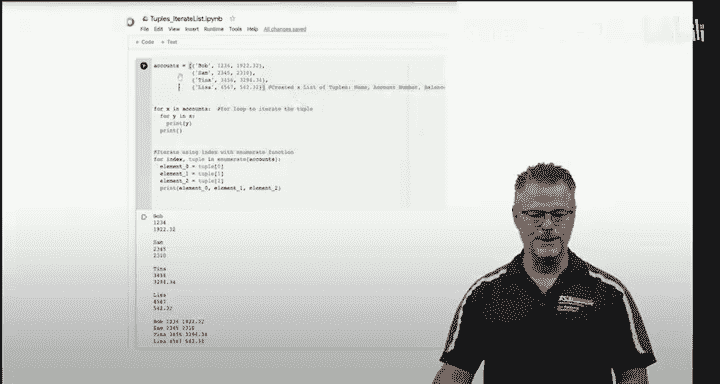 Tuples_IterateList.ipynb
File Edit View Insert Runtime Tools Help All changes saved
+ Code + Text
accounts = [('Bob', 1234, 1922.32),
('Sam', 2345, 2310),
('Tina', 3456, 3294.34),
('Lisa', 4567, 542.32)] #Created a List of Tuples: Name, Account Number, Balance
for x in accounts: #for loop to iterate the tuple
for y in x:
print(y)
print()
#Iterate using index with enumerate function
for index, tuple in enumerate(accounts):
element_0 = tuple[0]
element_1 = tuple[1]
element_2 = tuple[2]
print(element_0, element_1, element_2)
Bob
1234
1922.32
Sam
2345
2310
Tina
3456
3294.34
Lisa
4567
542.32
Bob 1234 1922.32
Sam 2345 2310
Tina 3456 3294.34
Lisa 4567 542.32